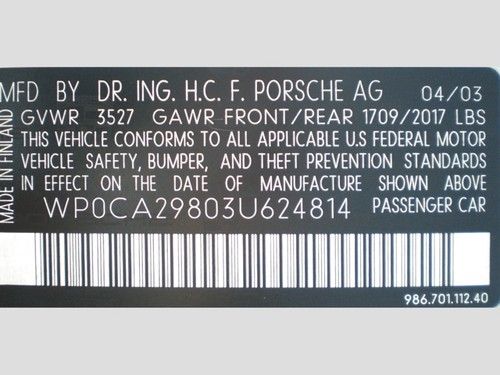 MFD BY DR. ING. H.C. F. PORSCHE AG 04/03
GVWR 3527 GAWR FRONT/REAR 1709/2017 LBS
THIS VEHICLE CONFORMS TO ALL APPLICABLE U.S FEDERAL MOTOR
VEHICLE SAFETY, BUMPER, AND THEFT PREVENTION STANDARDS
IN EFFECT ON THE DATE OF MANUFACTURE SHOWN ABOVE
WP0CA29803U624814 PASSENGER CAR
MADE IN FINLAND
986.701.112.40